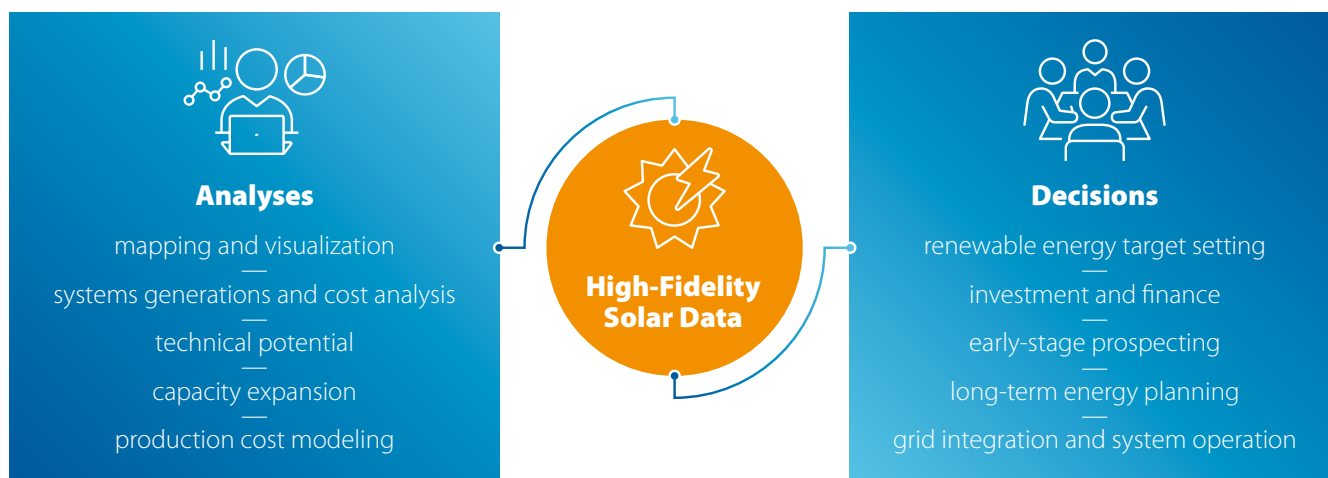 Analyses
mapping and visualization
systems generations and cost analysis
technical potential
capacity expansion
production cost modeling
High-Fidelity
Solar Data
Decisions
renewable energy target setting
investment and finance
early-stage prospecting
long-term energy planning
grid integration and system operation